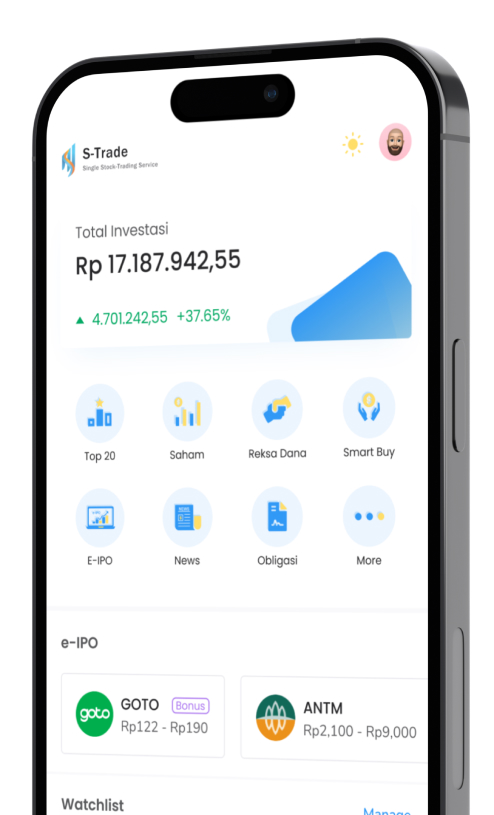 S-Trade
Single Stock-Trading Service
Total Investasi
Rp 17.187.942,55
▲ 4.701.242,55 +37.65%
Top 20
Saham
Reksa Dana
Smart Buy
E-IPO
News
Obligasi
More
e-IPO
goto
GOTO Bonus
Rp122 - Rp190
ANTM
Rp2,100 - Rp9,000
Watchlist
Manage